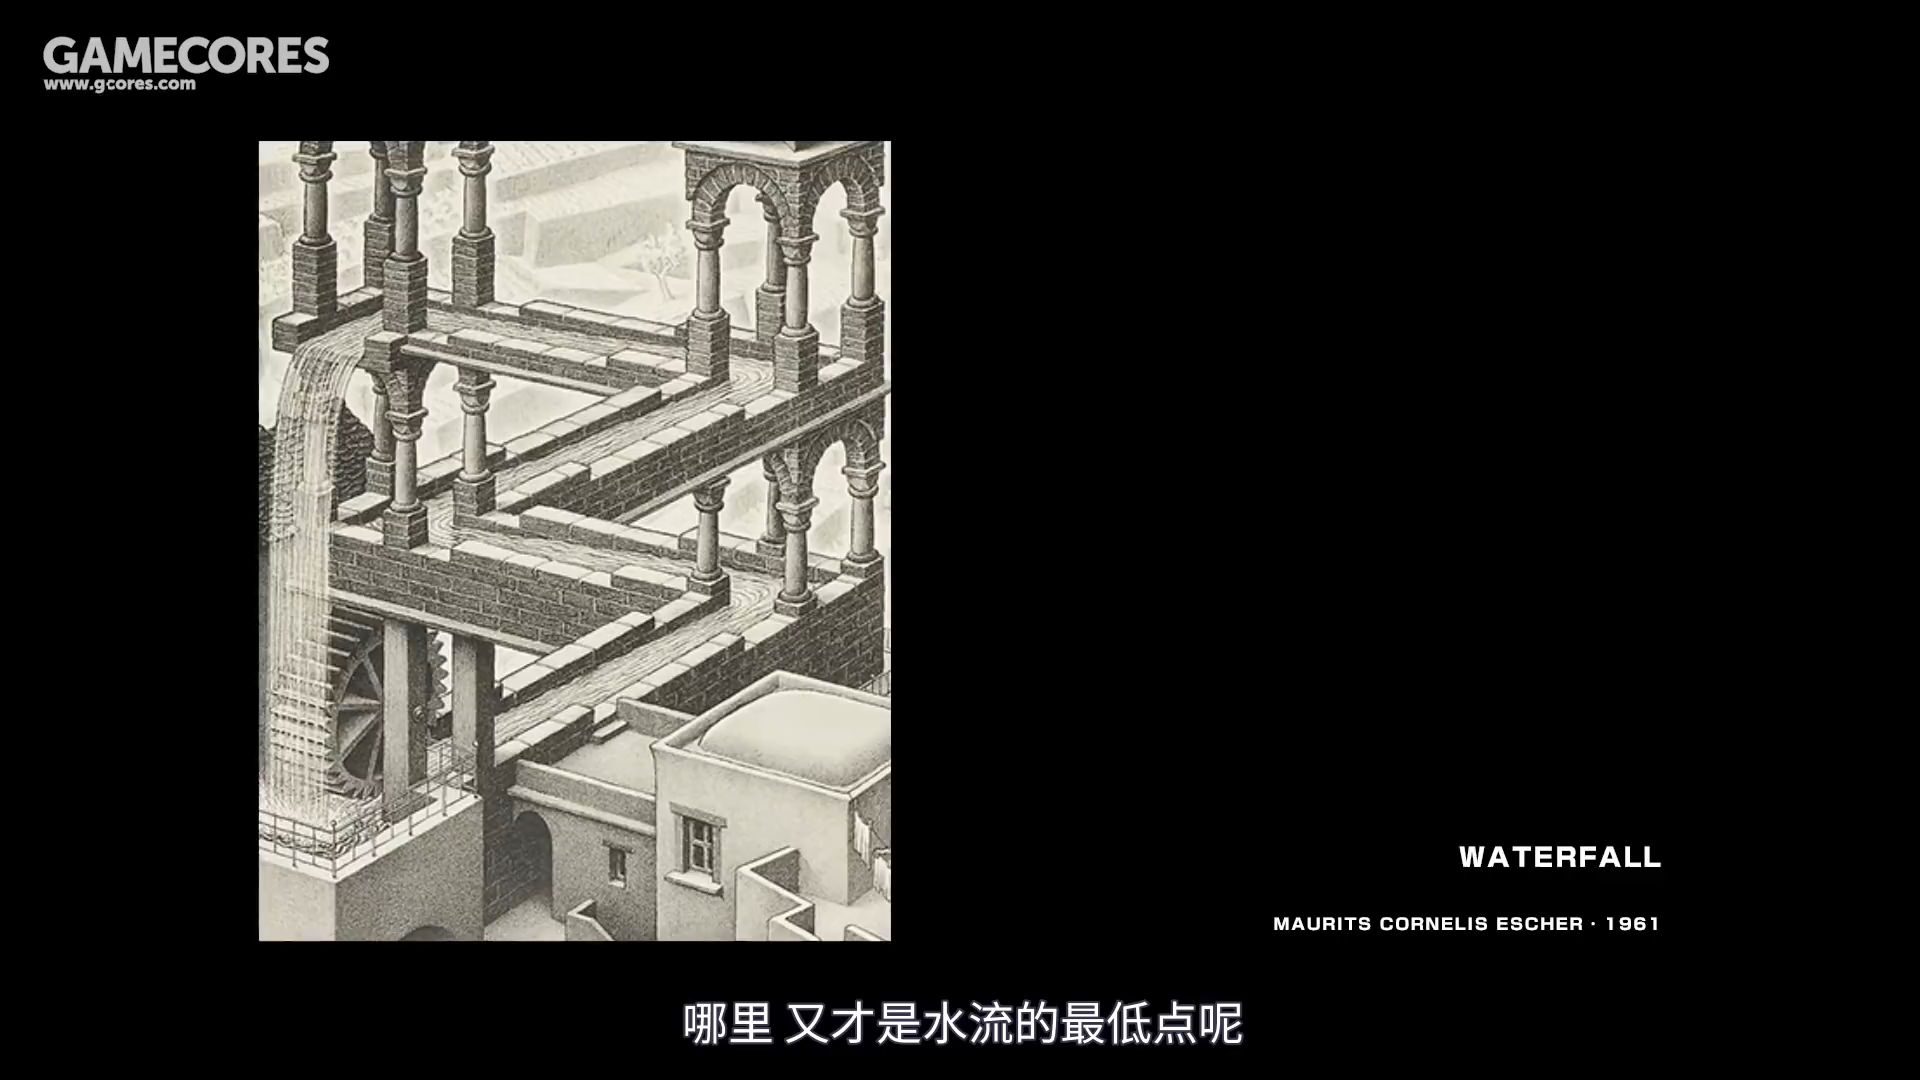 GAMECORES
www.gcores.com
WATERFALL
MAURITS CORNELIS ESCHER · 1961
哪里 又才是水流的最低点呢